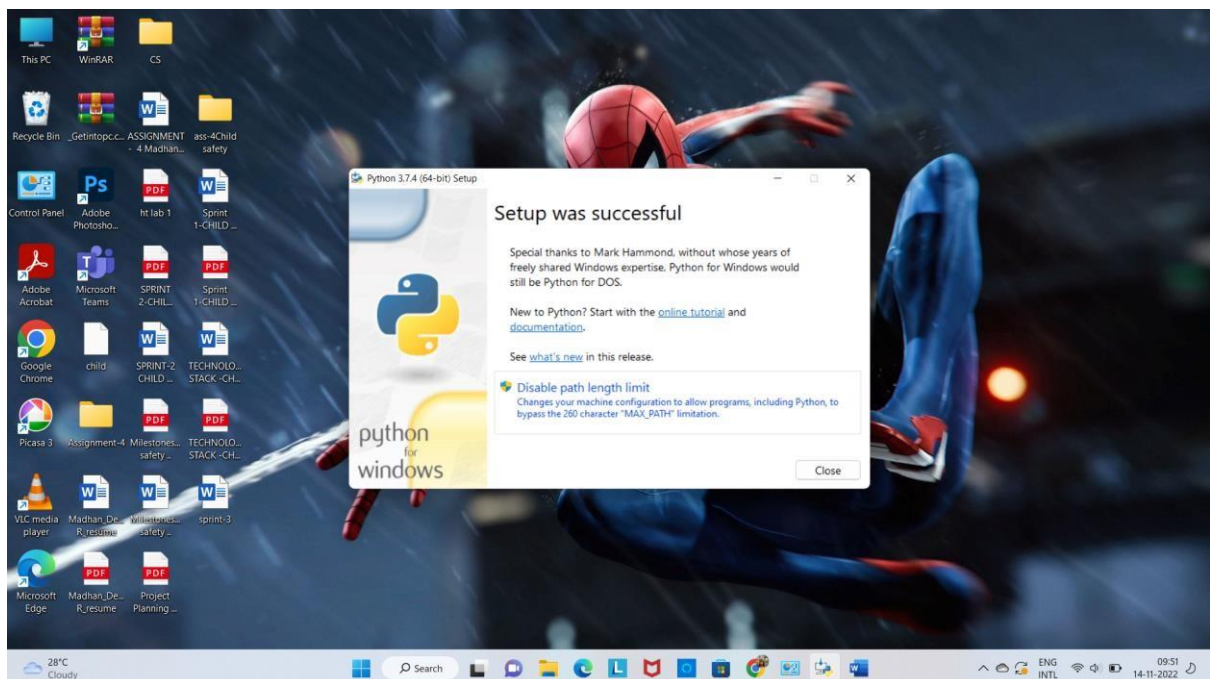 This PC
WinRAR
CS
Recycle Bin
_Getintopc.c...
ASSIGNMENT
- 4 Madhan...
ass-4Child
safety
Control Panel
Adobe
Photosho...
ht lab 1
Sprint
1-CHILD ...
Adobe
Acrobat
Microsoft
Teams
SPRINT
2-CHIL...
Sprint
1-CHILD ...
Google
Chrome
child
SPRINT-2
CHILD ...
TECHNOLO...
STACK -CH...
Picasa 3
Assignment-4
Milestones...
safety ...
TECHNOLO...
STACK -CH...
VLC media
player
Madhan_De...
R_resume
Milestones...
safety ...
sprint-3
Microsoft
Edge
Madhan_De...
R_resume
Project
Planning ...
Python 3.7.4 (64-bit) Setup
Setup was successful
Special thanks to Mark Hammond, without whose years of
freely shared Windows expertise, Python for Windows would
still be Python for DOS.
New to Python? Start with the online tutorial and
documentation.
See what's new in this release.
Disable path length limit
Changes your machine configuration to allow programs, including Python, to
bypass the 260 character "MAX_PATH" limitation.
python
for
windows
Close
28°C
Cloudy
Search
ENG
INTL
09:51
14-11-2022